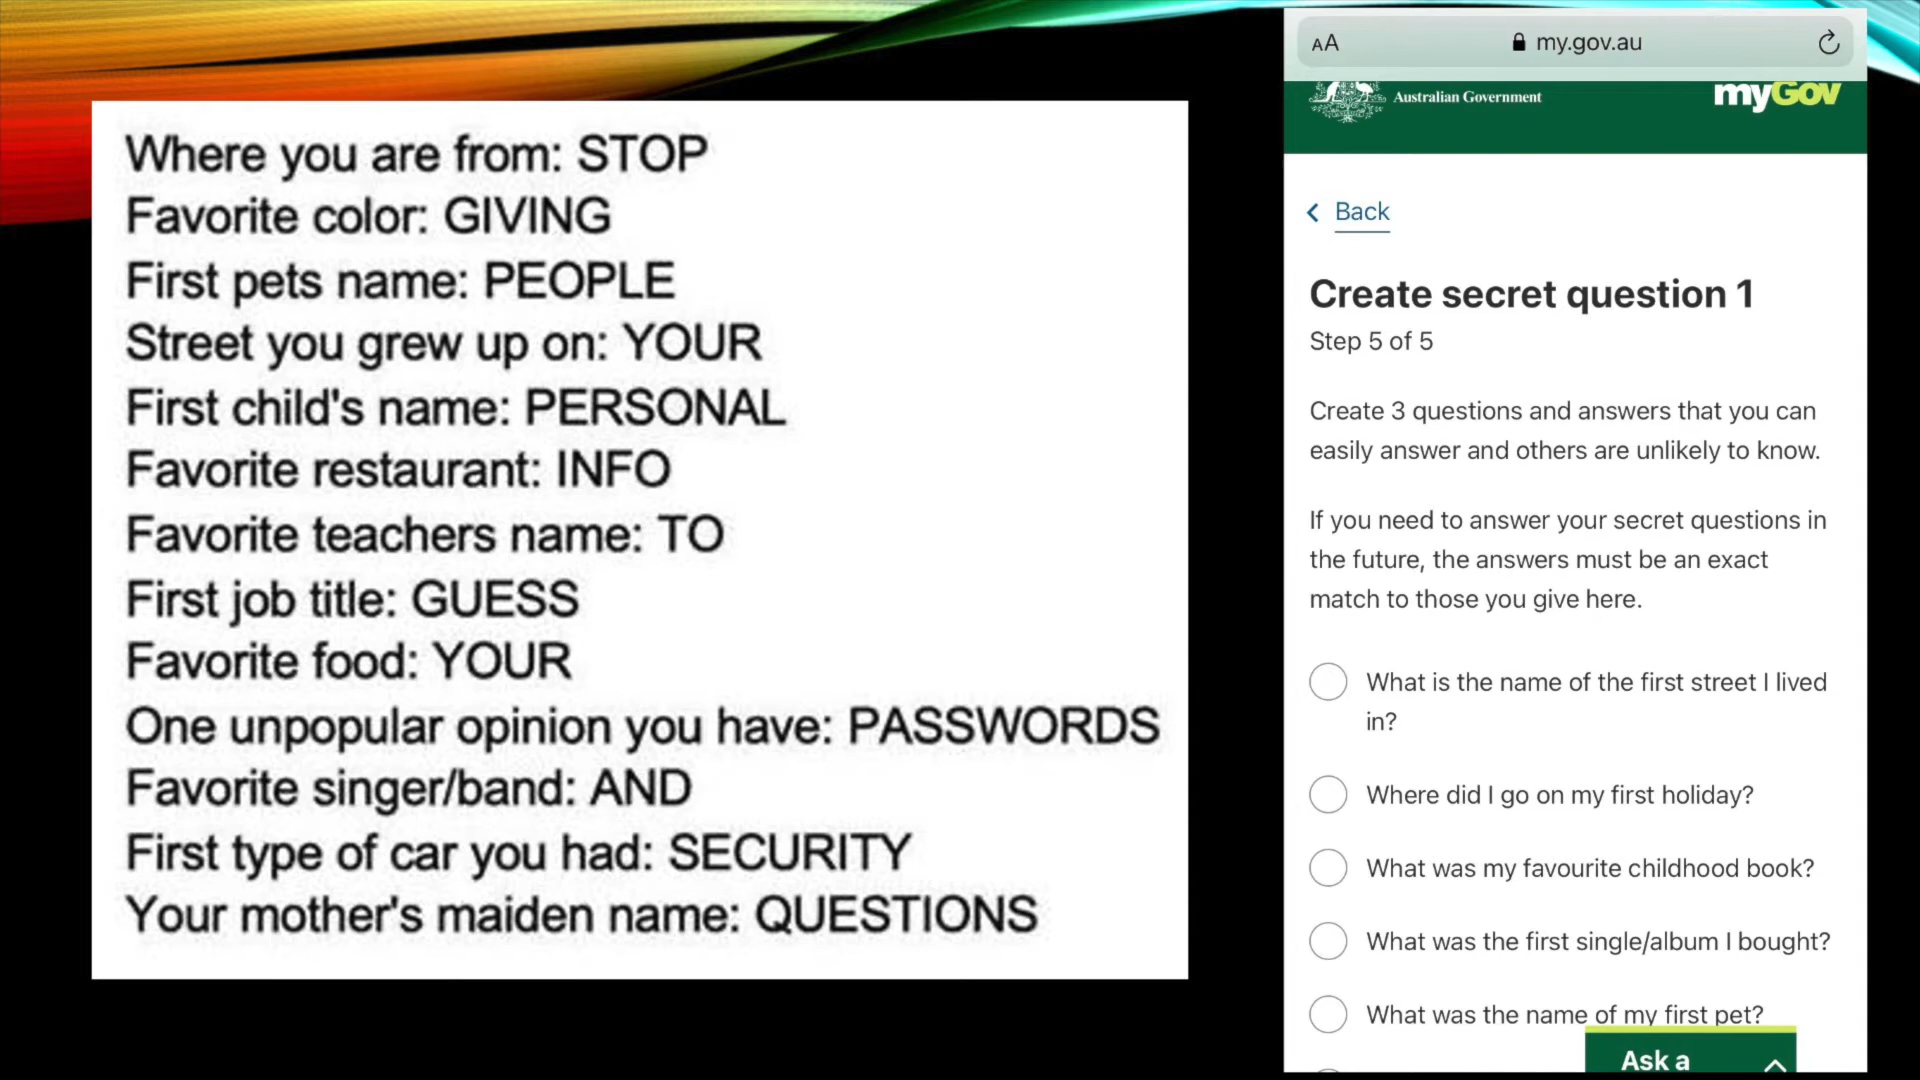 Where you are from: STOP
Favorite color: GIVING
First pets name: PEOPLE
Street you grew up on: YOUR
First child's name: PERSONAL
Favorite restaurant: INFO
Favorite teachers name: TO
First job title: GUESS
Favorite food: YOUR
One unpopular opinion you have: PASSWORDS
Favorite singer/band: AND
First type of car you had: SECURITY
Your mother's maiden name: QUESTIONS
AA my.gov.au
Australian Government myGov
Back
Create secret question 1
Step 5 of 5
Create 3 questions and answers that you can
easily answer and others are unlikely to know.
If you need to answer your secret questions in
the future, the answers must be an exact
match to those you give here.
What is the name of the first street I lived
in?
Where did I go on my first holiday?
What was my favourite childhood book?
What was the first single/album I bought?
What was the name of my first pet?
Ask a